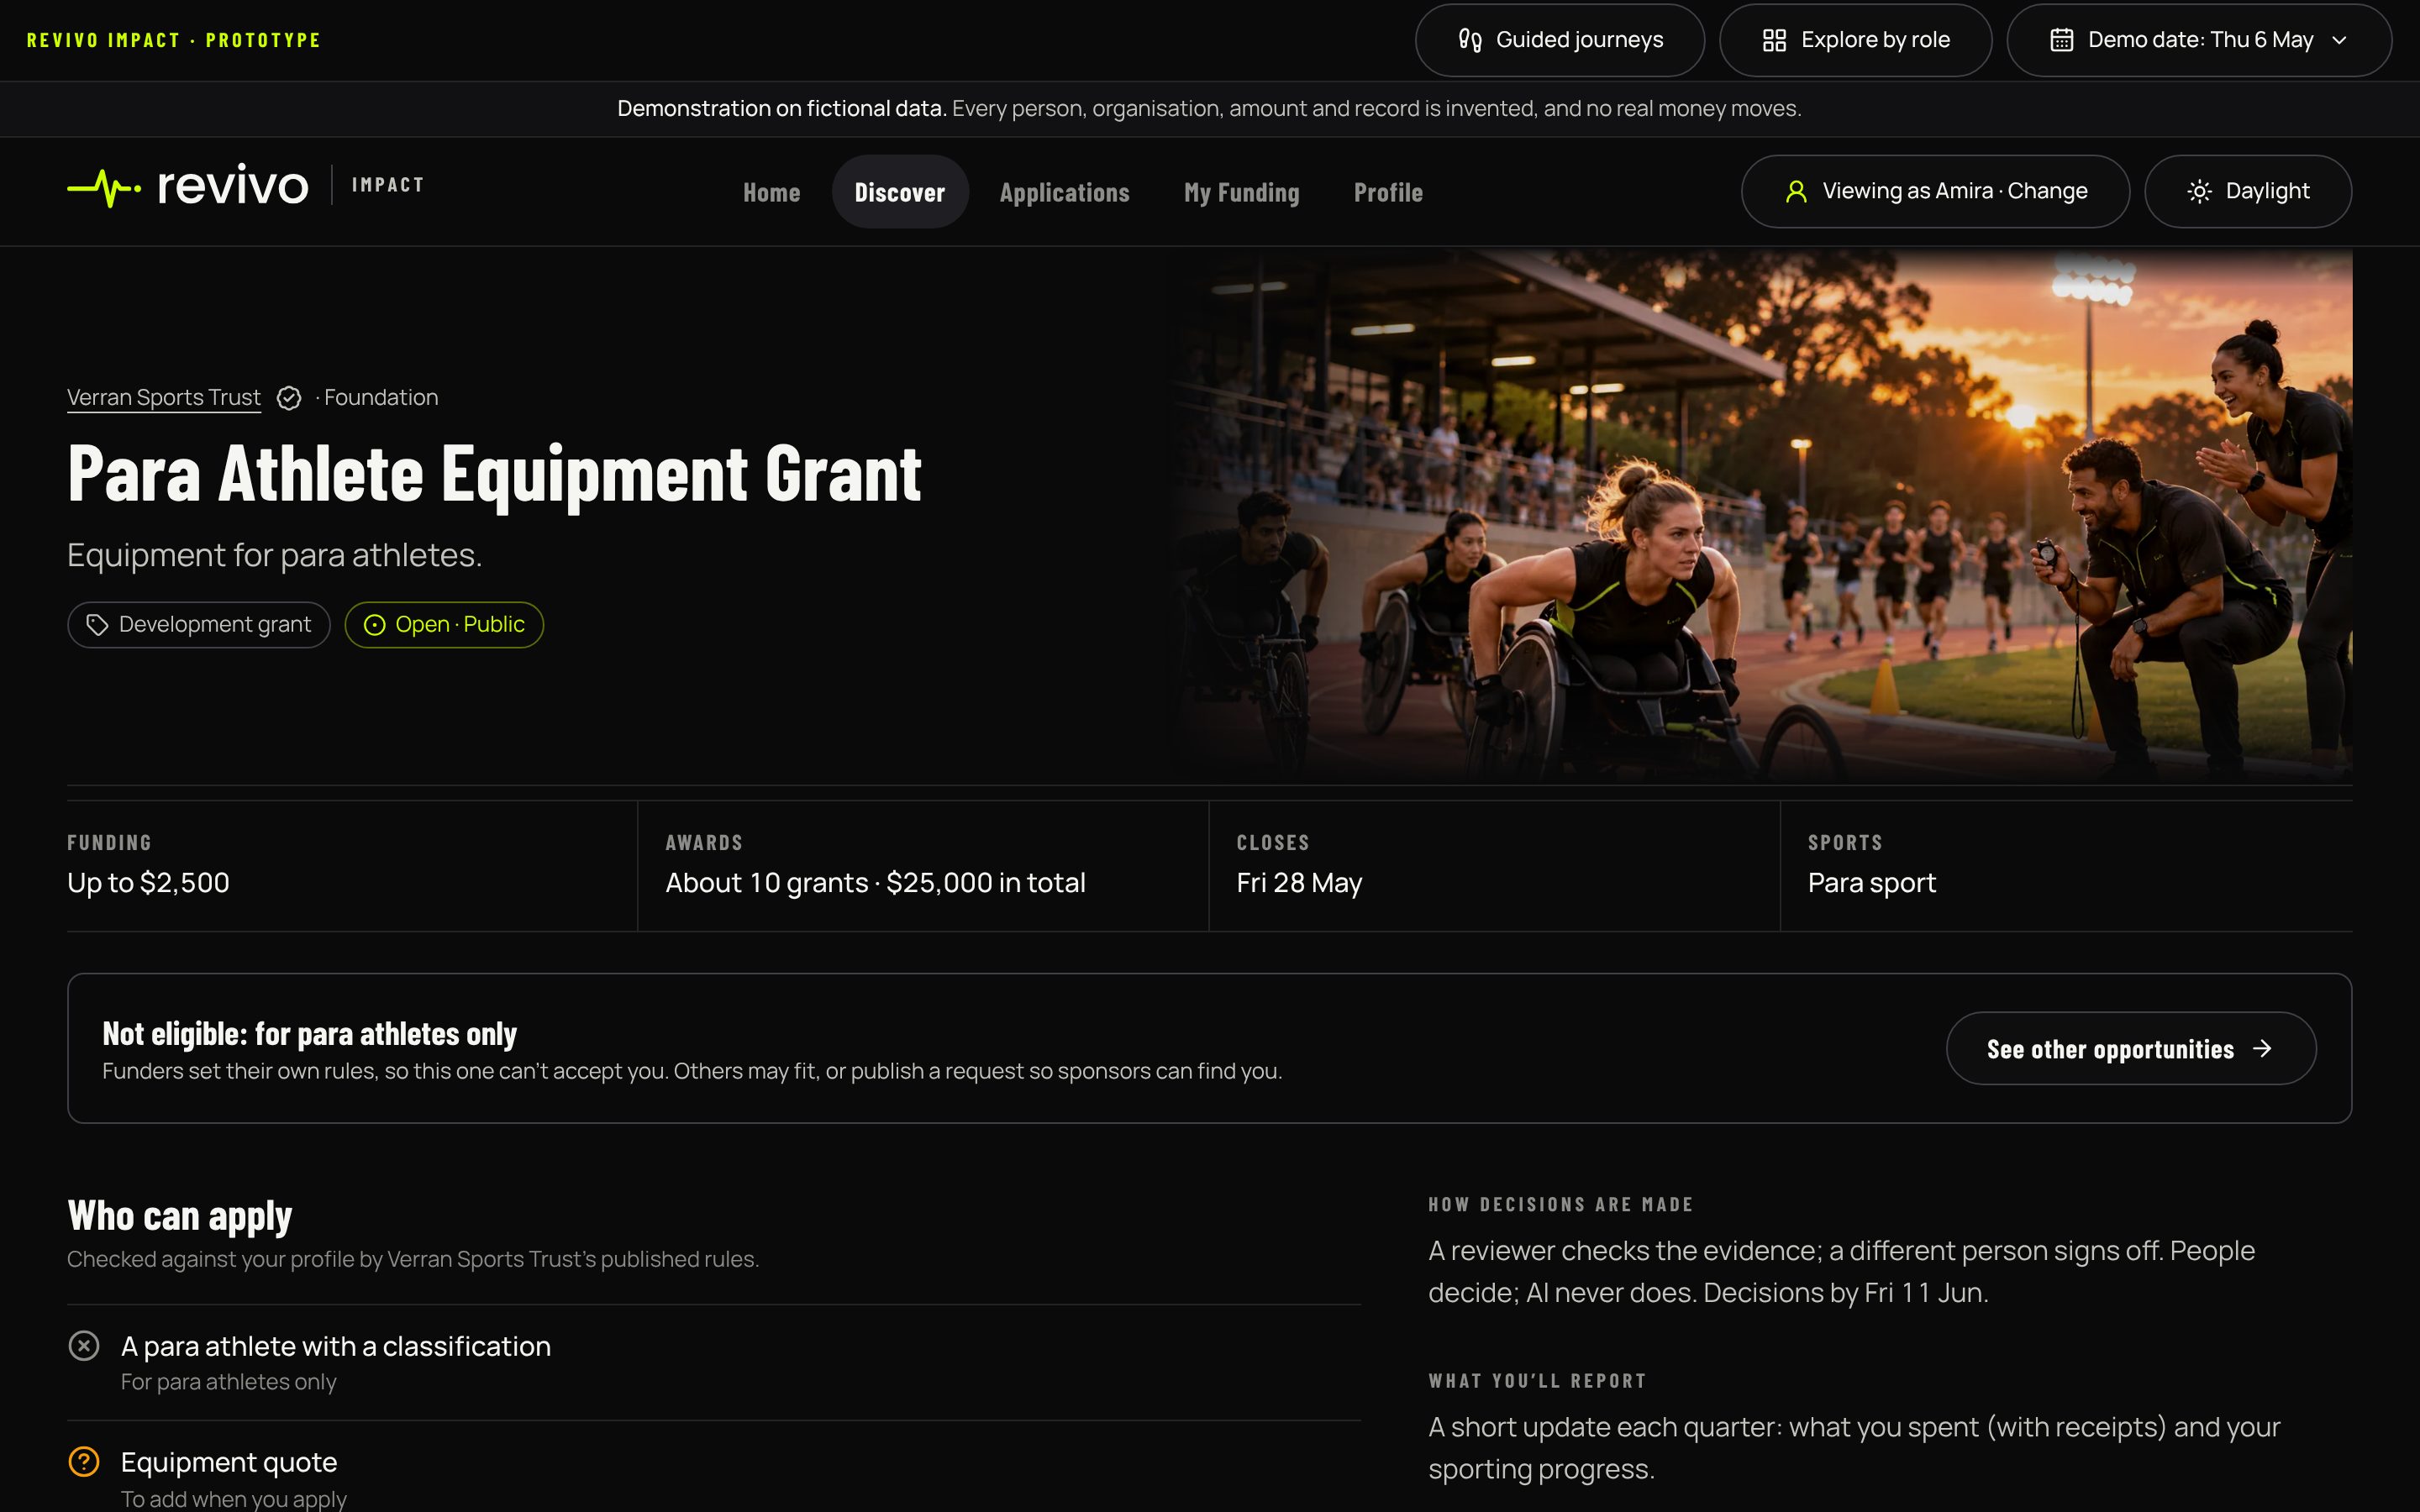 REVIVO IMPACT · PROTOTYPE
Guided journeys
Explore by role
Demo date: Thu 6 May
Demonstration on fictional data. Every person, organisation, amount and record is invented, and no real money moves.
revivo
IMPACT
Home
Discover
Applications
My Funding
Profile
Viewing as Amira · Change
Daylight
Verran Sports Trust · Foundation
Para Athlete Equipment Grant
Equipment for para athletes.
Development grant
Open · Public
FUNDING
Up to $2,500
AWARDS
About 10 grants · $25,000 in total
CLOSES
Fri 28 May
SPORTS
Para sport
Not eligible: for para athletes only
Funders set their own rules, so this one can’t accept you. Others may fit, or publish a request so sponsors can find you.
See other opportunities
Who can apply
Checked against your profile by Verran Sports Trust’s published rules.
A para athlete with a classification
For para athletes only
Equipment quote
To add when you apply
HOW DECISIONS ARE MADE
A reviewer checks the evidence; a different person signs off. People
decide; AI never does. Decisions by Fri 11 Jun.
WHAT YOU’LL REPORT
A short update each quarter: what you spent (with receipts) and your
sporting progress.